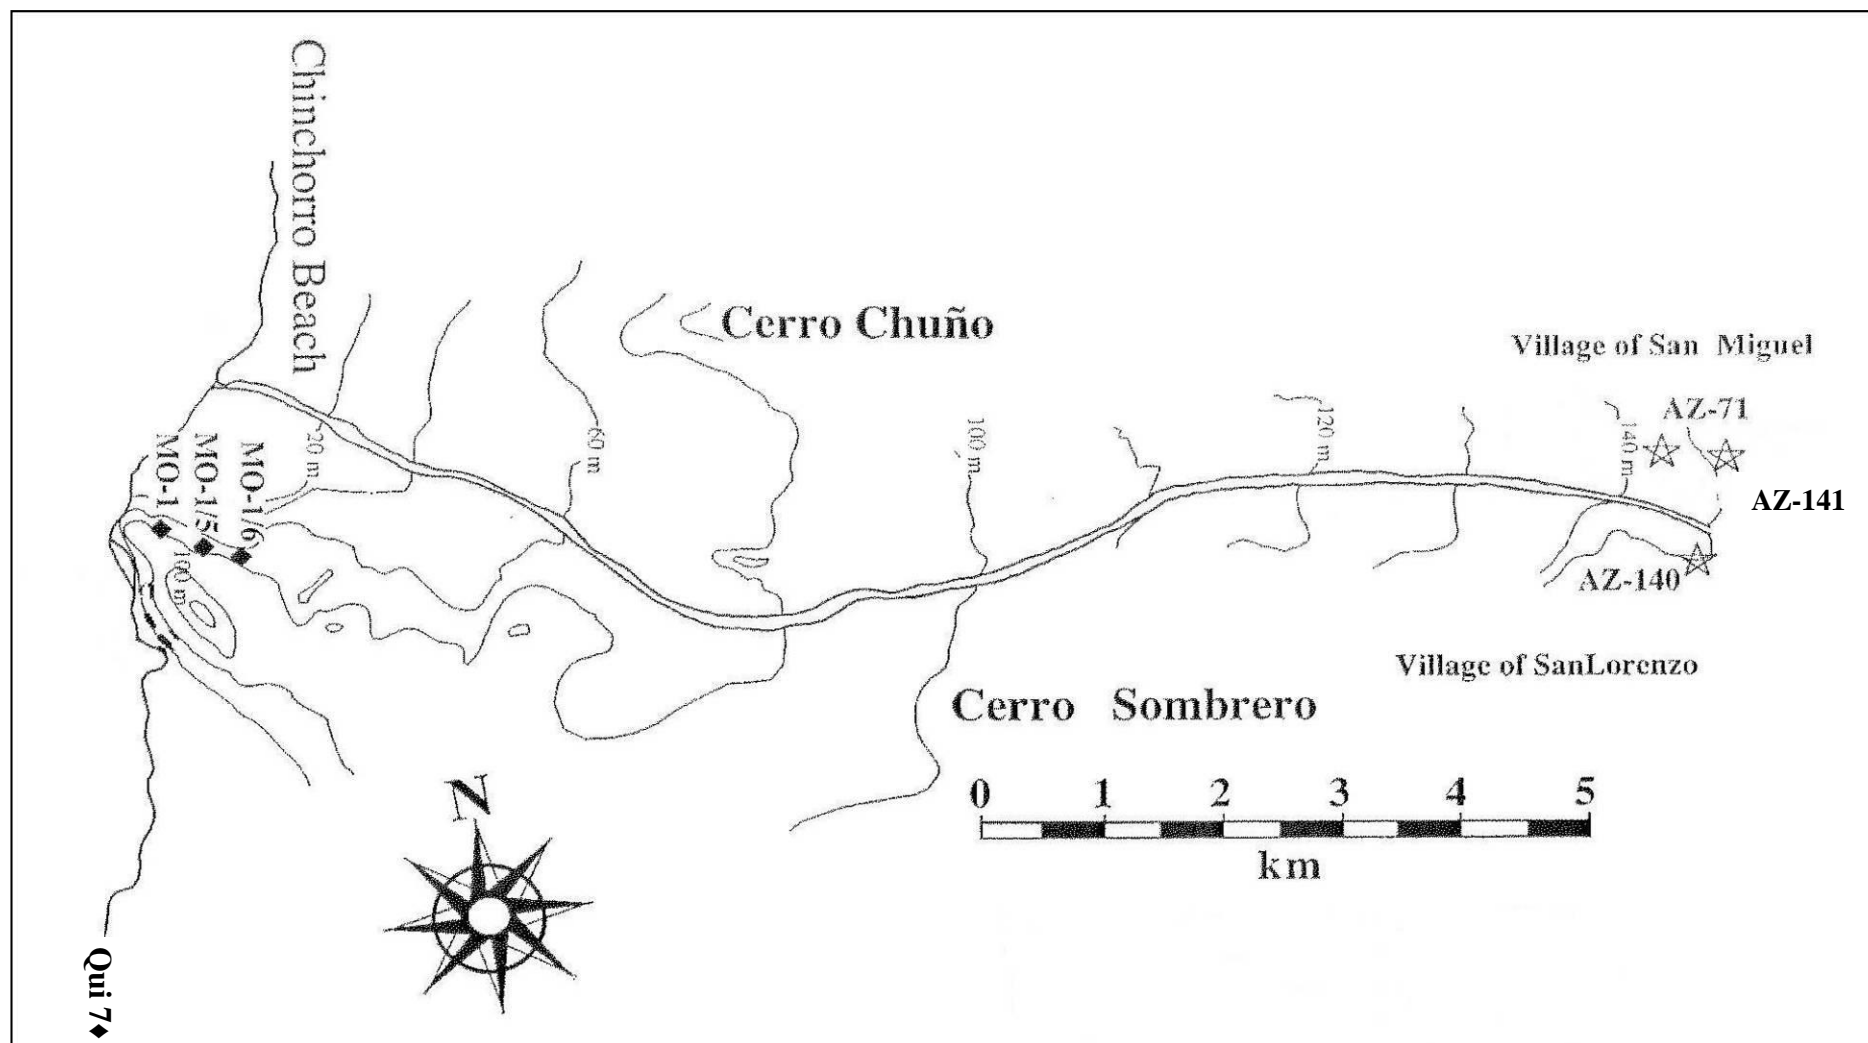 Chinchorro Beach
Cerro Chuño
Village of San Miguel
AZ-71
AZ-141
AZ-140
Village of SanLorenzo
Cerro Sombrero
MO-1
MO-1/5
MO-1/6
100 m
20 m
60 m
100 m
120 m
140 m
0 1 2 3 4 5
km
N
Qui 7